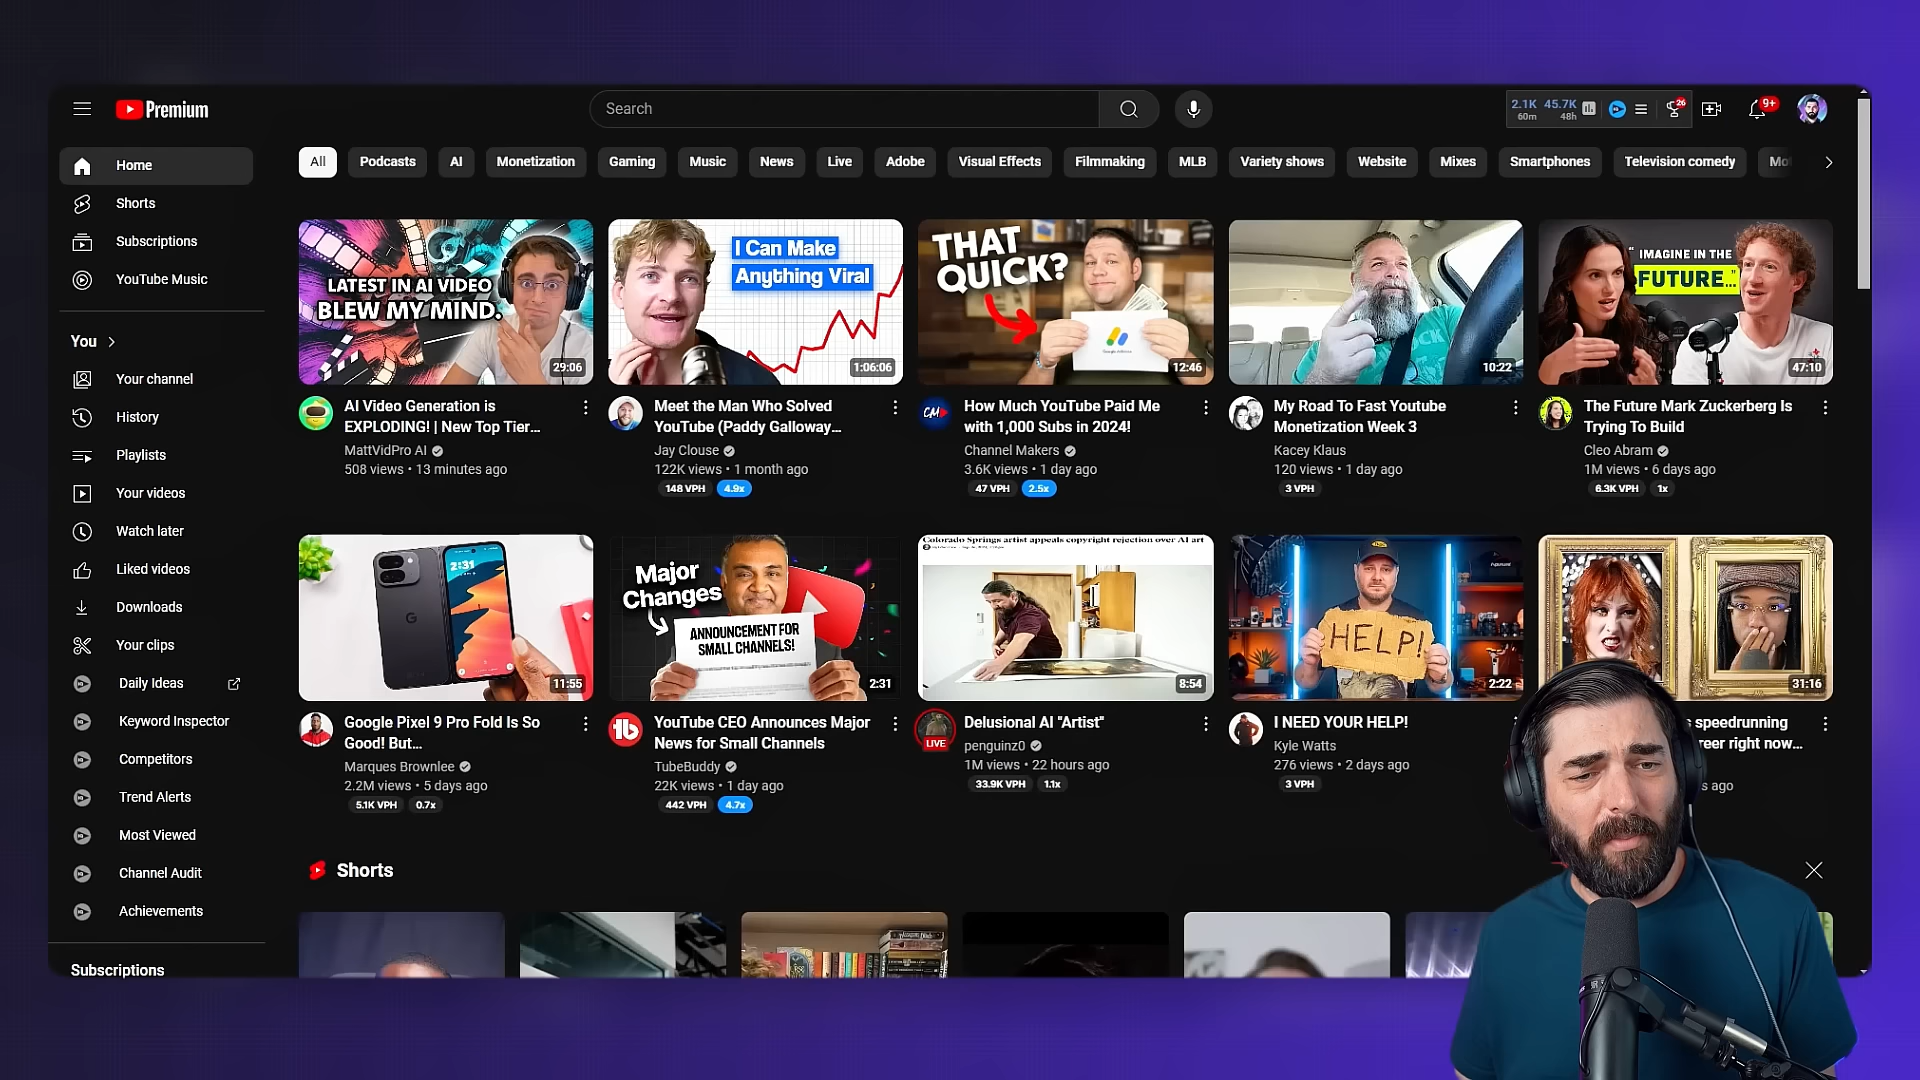 Premium
Search
2.1K 45.7K
60m 48h
26
9+
Home
Shorts
Subscriptions
YouTube Music
You
Your channel
History
Playlists
Your videos
Watch later
Liked videos
Downloads
Your clips
Daily Ideas
Keyword Inspector
Competitors
Trend Alerts
Most Viewed
Channel Audit
Achievements
Subscriptions
All Podcasts AI Monetization Gaming Music News Live Adobe Visual Effects Filmmaking MLB Variety shows Website Mixes Smartphones Television comedy
LATEST IN AI VIDEO
BLEW MY MIND.
29:06
AI Video Generation is
EXPLODING! | New Top Tier...
MattVidPro AI
508 views • 13 minutes ago
I Can Make
Anything Viral
1:06:06
Meet the Man Who Solved
YouTube (Paddy Galloway...
Jay Clouse
122K views • 1 month ago
148 VPH 4.9x
THAT
QUICK?
Google AdSense
12:46
CM
How Much YouTube Paid Me
with 1,000 Subs in 2024!
Channel Makers
3.6K views • 1 day ago
47 VPH 2.5x
10:22
My Road To Fast Youtube
Monetization Week 3
Kacey Klaus
120 views • 1 day ago
3 VPH
"IMAGINE IN THE
FUTURE..."
47:10
The Future Mark Zuckerberg Is
Trying To Build
Cleo Abram
1M views • 6 days ago
6.3K VPH 1x
2:31
G
11:55
Google Pixel 9 Pro Fold Is So
Good! But...
Marques Brownlee
2.2M views • 5 days ago
5.1K VPH 0.7x
Major
Changes
ANNOUNCEMENT FOR
SMALL CHANNELS!
2:31
tb
YouTube CEO Announces Major
News for Small Channels
TubeBuddy
22K views • 1 day ago
442 VPH 4.7x
Colorado Springs artist appeals copyright rejection over AI art
8:54
LIVE
Delusional AI "Artist"
penguinz0
1M views • 22 hours ago
33.9K VPH 1.1x
HELP!
2:22
I NEED YOUR HELP!
Kyle Watts
276 views • 2 days ago
3 VPH
31:16
speedrunning
right now...
ago
Shorts